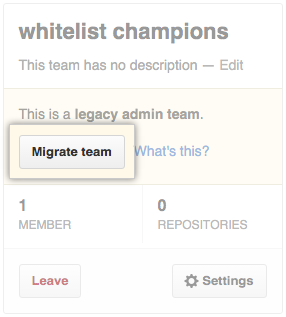 whitelist champions
This team has no description — Edit
This is a legacy admin team.
Migrate team What's this?
1 0
MEMBER REPOSITORIES
Leave Settings